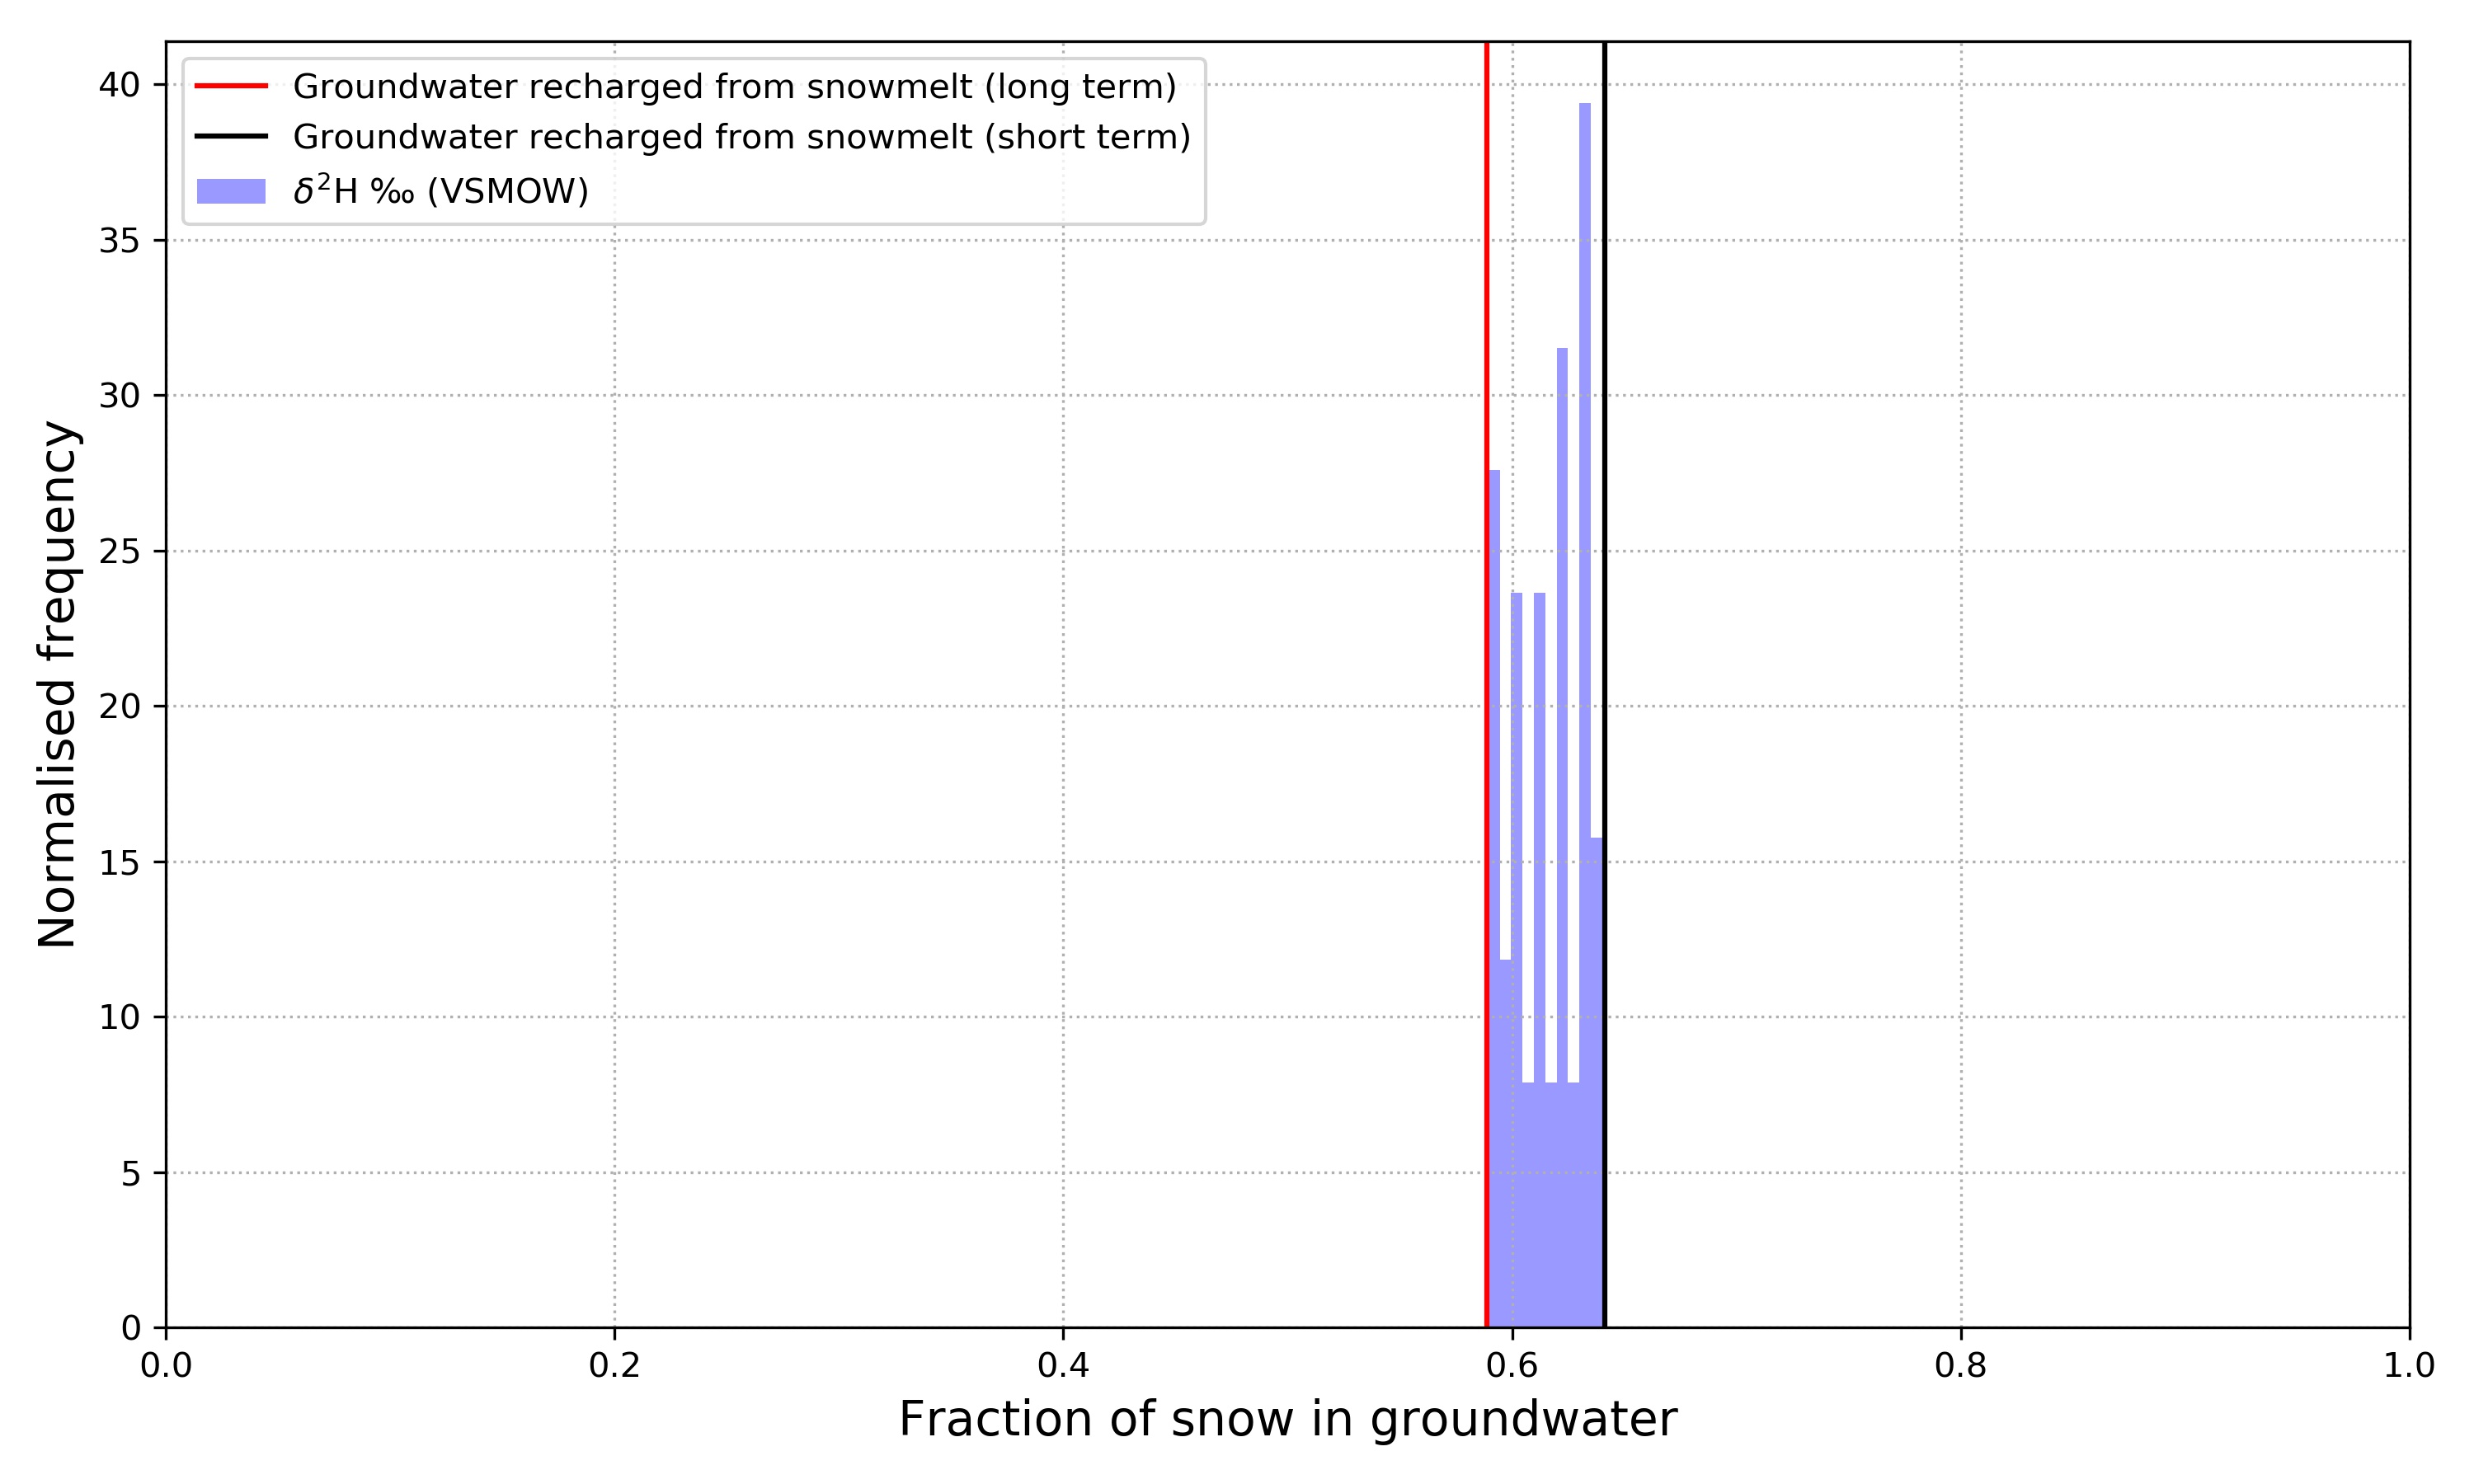 Groundwater recharged from snowmelt (long term)
Groundwater recharged from snowmelt (short term)
δ²H ‰ (VSMOW)
Normalised frequency
40
35
30
25
20
15
10
5
0
0.0 0.2 0.4 0.6 0.8 1.0
Fraction of snow in groundwater